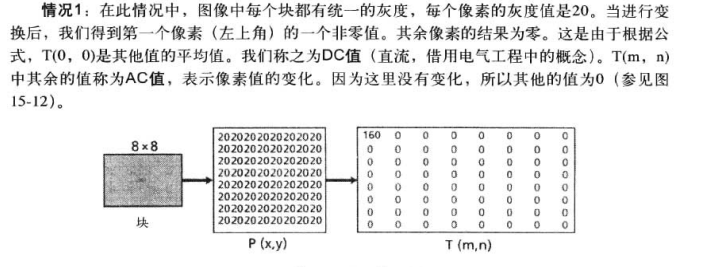 情况1：在此情况中，图像中每个块都有统一的灰度，每个像素的灰度值是20。当进行变
换后，我们得到第一个像素（左上角）的一个非零值。其余像素的结果为零。这是由于根据公
式，T(0，0)是其他值的平均值。我们称之为DC值（直流，借用电气工程中的概念）。T(m，n)
中其余的值称为AC值，表示像素值的变化。因为这里没有变化，所以其他的值为0（参见图
15-12）。
8×8
块
2020202020202020
2020202020202020
2020202020202020
2020202020202020
2020202020202020
2020202020202020
2020202020202020
2020202020202020
P (x,y)
160 0 0 0 0 0 0 0
0 0 0 0 0 0 0 0
0 0 0 0 0 0 0 0
0 0 0 0 0 0 0 0
0 0 0 0 0 0 0 0
0 0 0 0 0 0 0 0
0 0 0 0 0 0 0 0
0 0 0 0 0 0 0 0
T (m,n)